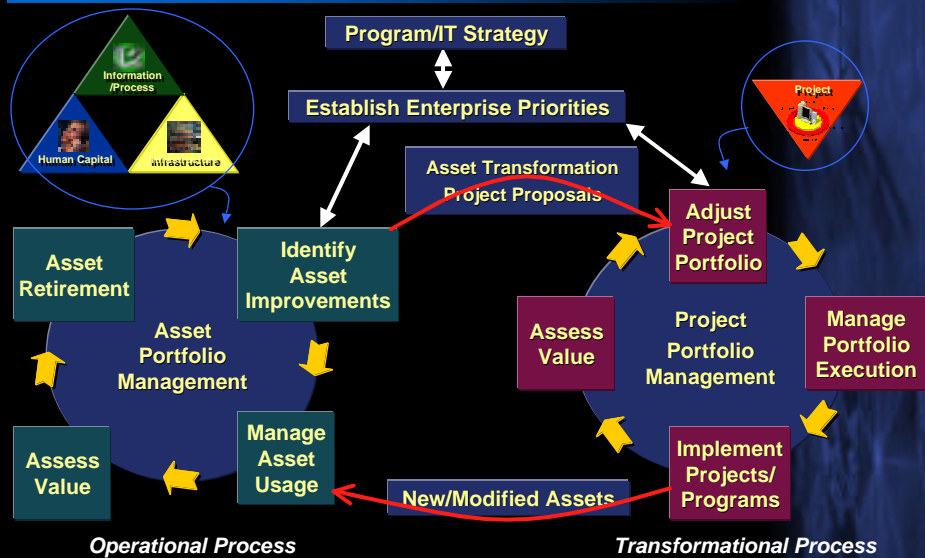 Program/IT Strategy
Establish Enterprise Priorities
Information
/Process
Human Capital
Infrastructure
Project
Asset Transformation
Project Proposals
Asset
Retirement
Identify
Asset
Improvements
Asset
Portfolio
Management
Assess
Value
Manage
Asset
Usage
Adjust
Project
Portfolio
Assess
Value
Project
Portfolio
Management
Manage
Portfolio
Execution
Implement
Projects/
Programs
New/Modified Assets
Operational Process
Transformational Process